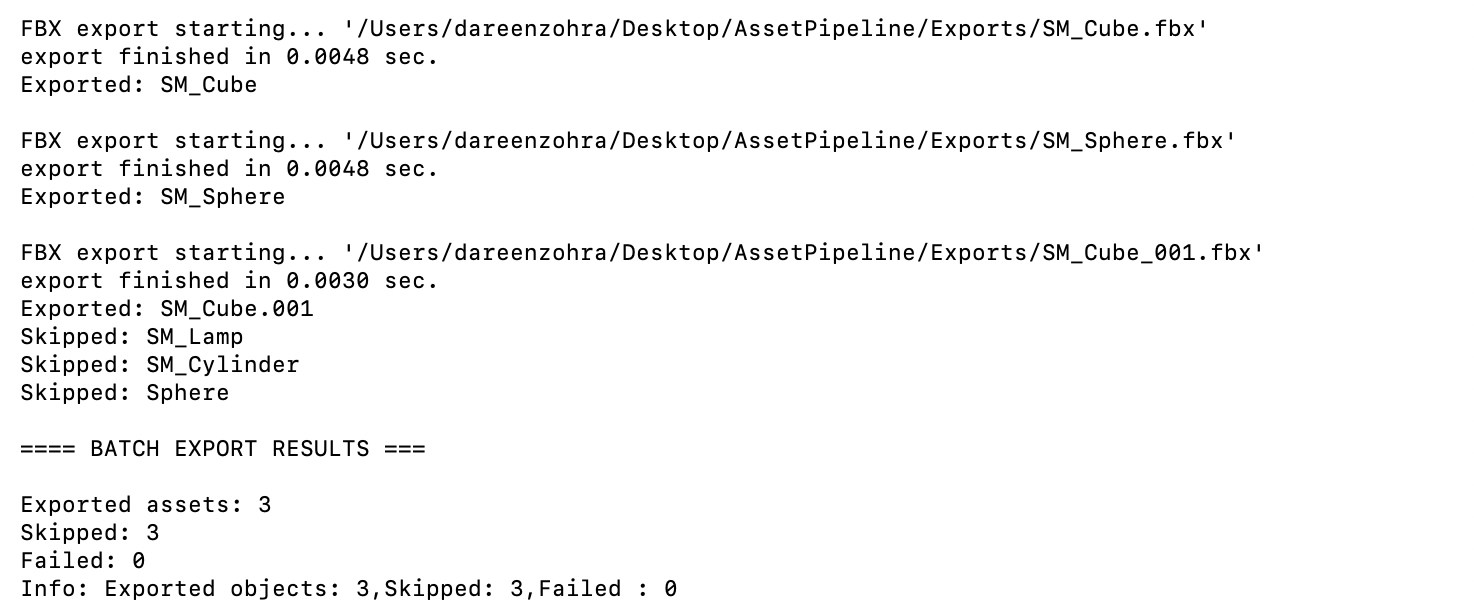 FBX export starting... '/Users/dareenzohra/Desktop/AssetPipeline/Exports/SM_Cube.fbx'
export finished in 0.0048 sec.
Exported: SM_Cube
FBX export starting... '/Users/dareenzohra/Desktop/AssetPipeline/Exports/SM_Sphere.fbx'
export finished in 0.0048 sec.
Exported: SM_Sphere
FBX export starting... '/Users/dareenzohra/Desktop/AssetPipeline/Exports/SM_Cube_001.fbx'
export finished in 0.0030 sec.
Exported: SM_Cube.001
Skipped: SM_Lamp
Skipped: SM_Cylinder
Skipped: Sphere
==== BATCH EXPORT RESULTS ===
Exported assets: 3
Skipped: 3
Failed: 0
Info: Exported objects: 3,Skipped: 3,Failed : 0